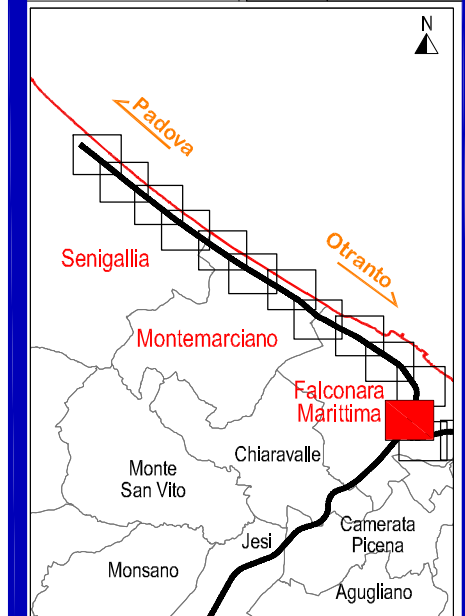 N
Padova
Otranto
Senigallia
Montemarciano
Falconara
Marittima
Chiaravalle
Monte
San Vito
Camerata
Picena
Jesi
Monsano
Agugliano